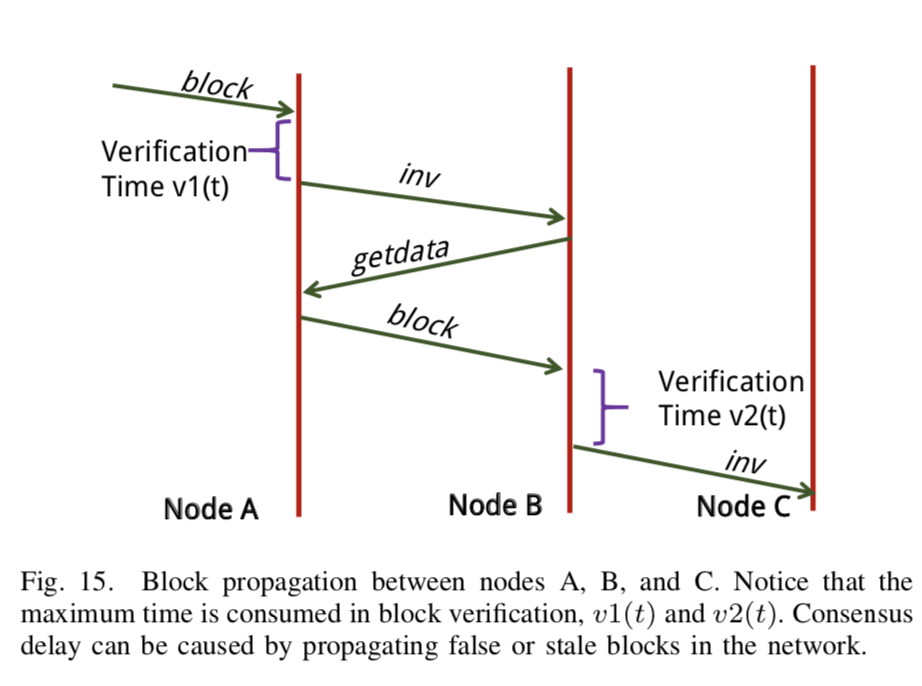 block
Verification
Time v1(t)
inv
getdata
block
Verification
Time v2(t)
inv
Node A
Node B
Node C
Fig. 15. Block propagation between nodes A, B, and C. Notice that the
maximum time is consumed in block verification, v1(t) and v2(t). Consensus
delay can be caused by propagating false or stale blocks in the network.